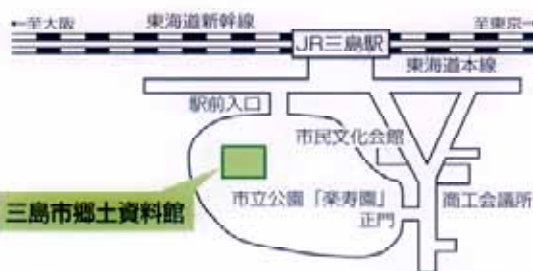 ←至大阪
東海道新幹線
至東京→
JR三島駅
東海道本線
駅前入口
市民文化会館
三島市郷土資料館
市立公園「楽寿園」
正門
商工会議所